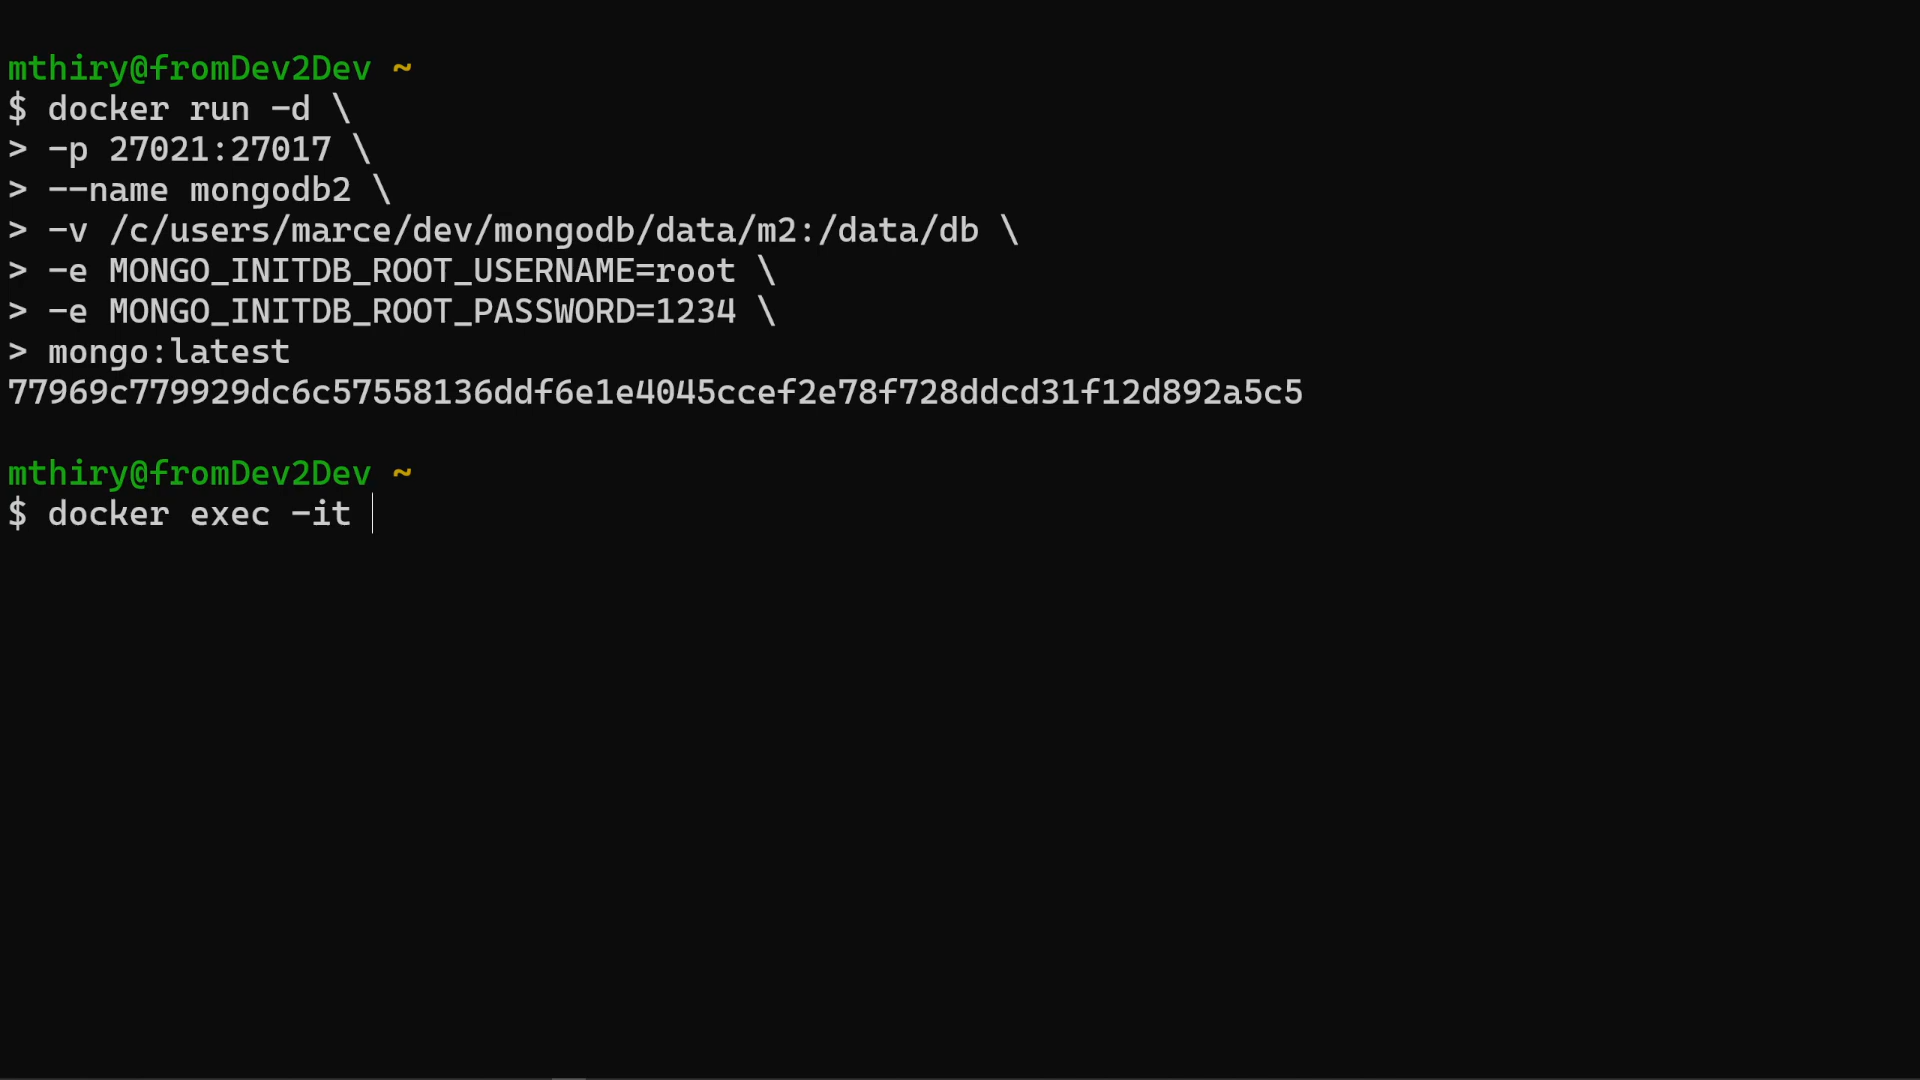 mthiry@fromDev2Dev ~
$ docker run -d \
> -p 27021:27017 \
> --name mongodb2 \
> -v /c/users/marce/dev/mongodb/data/m2:/data/db \
> -e MONGO_INITDB_ROOT_USERNAME=root \
> -e MONGO_INITDB_ROOT_PASSWORD=1234 \
> mongo:latest
77969c779929dc6c57558136ddf6e1e4045ccef2e78f728ddcd31f12d892a5c5
mthiry@fromDev2Dev ~
$ docker exec -it